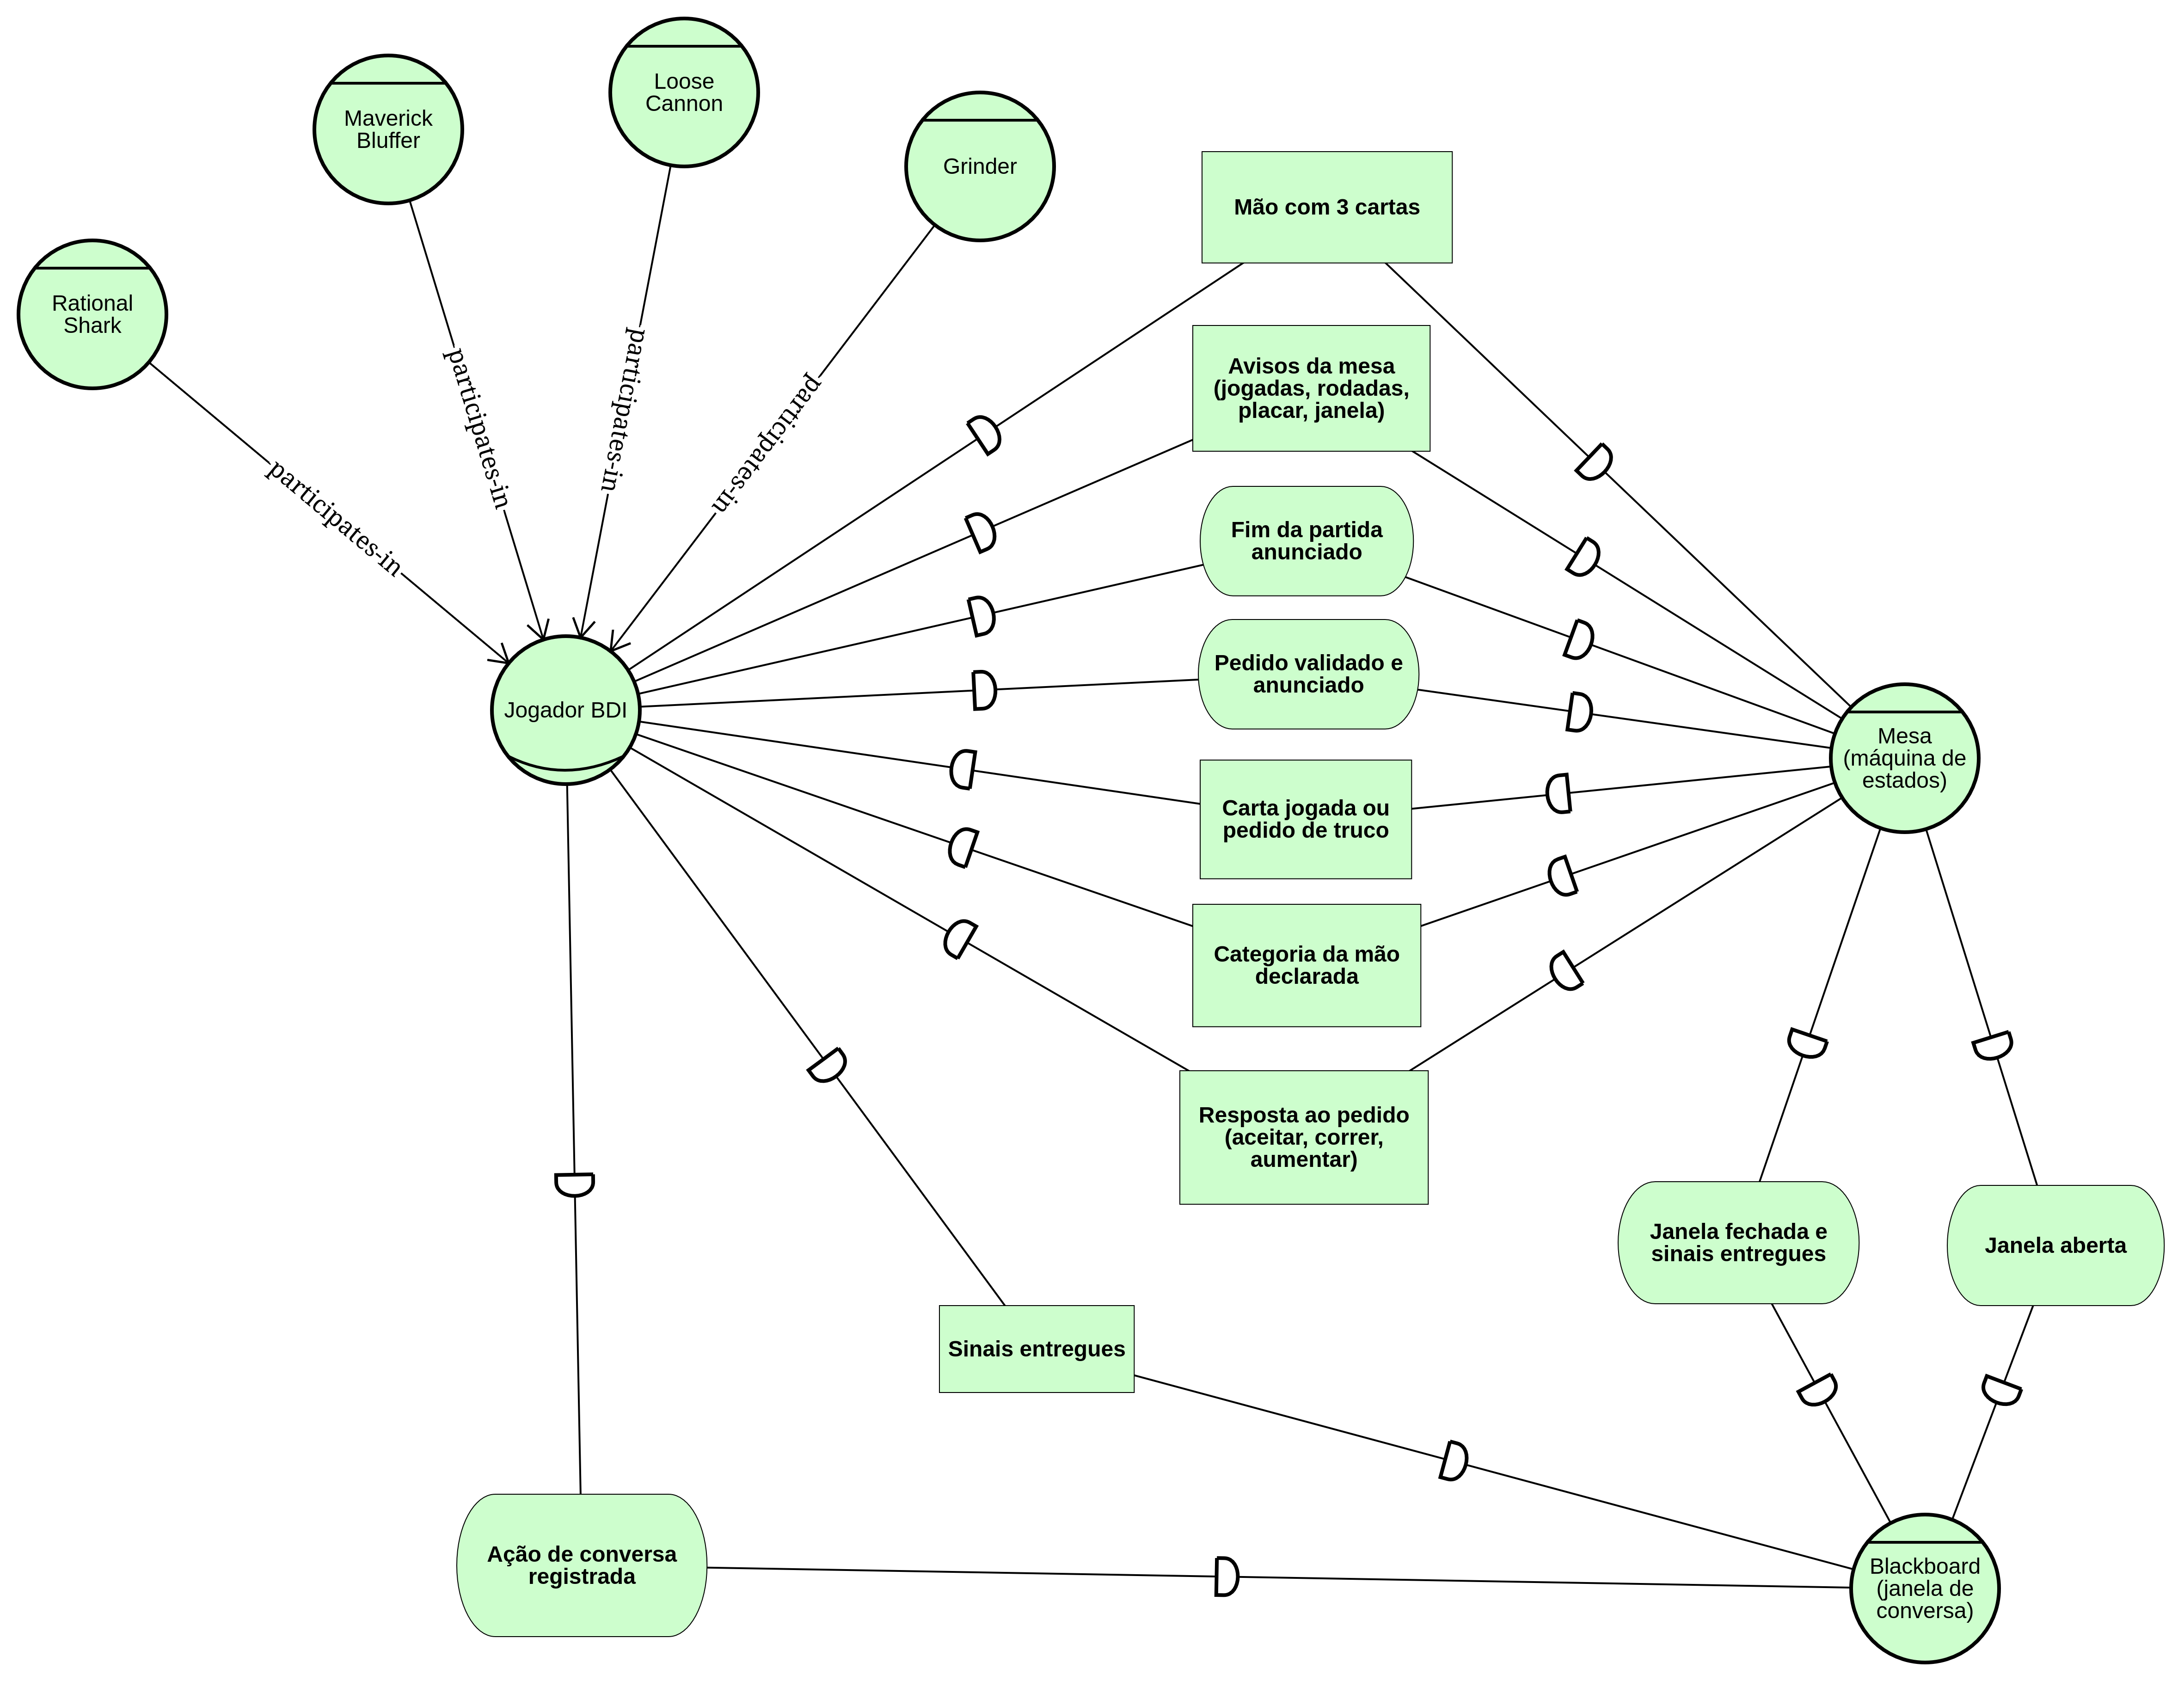 Loose
Cannon
Maverick
Bluffer
Grinder
Rational
Shark
participates-in
participates-in
participates-in
participates-in
Mão com 3 cartas
Avisos da mesa
(jogadas, rodadas,
placar, janela)
Fim da partida
anunciado
Pedido validado e
anunciado
Jogador BDI
Mesa
(máquina de
estados)
Carta jogada ou
pedido de truco
Categoria da mão
declarada
Resposta ao pedido
(aceitar, correr,
aumentar)
Janela fechada e
sinais entregues
Janela aberta
Sinais entregues
Ação de conversa
registrada
Blackboard
(janela de
conversa)